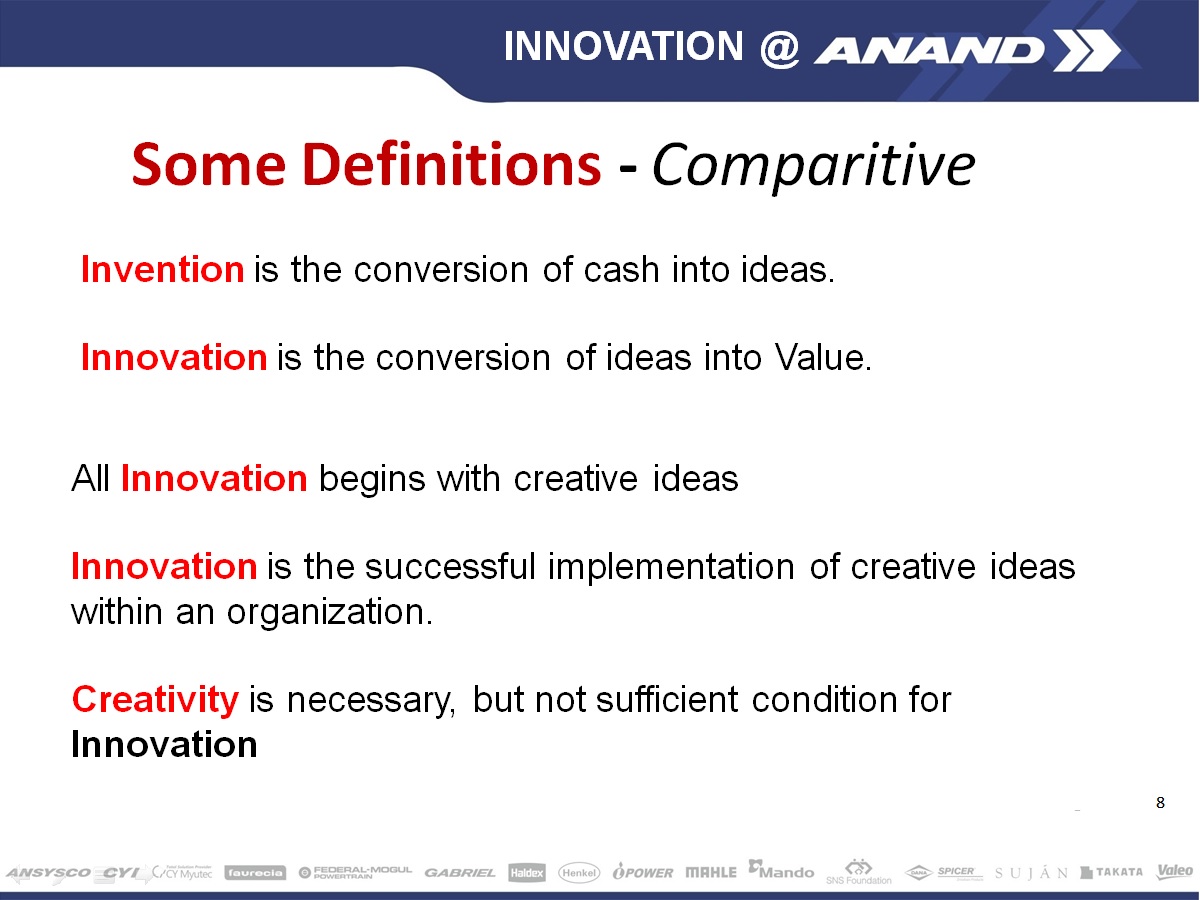 INNOVATION @ ANAND
Some Definitions - Comparitive
Invention is the conversion of cash into ideas.
Innovation is the conversion of ideas into Value.
All Innovation begins with creative ideas
Innovation is the successful implementation of creative ideas
within an organization.
Creativity is necessary, but not sufficient condition for
Innovation
8
ANSYSCO CYI CY Myutec faurecia FEDERAL-MOGUL POWERTRAIN GABRIEL Haldex Henkel iPOWER MAHLE Mando SNS Foundation DANA SPICER SUJÁN TAKATA Valeo